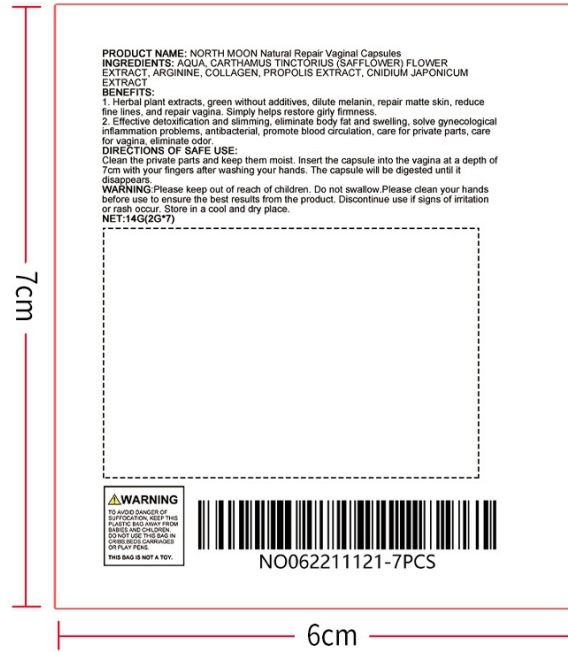 PRODUCT NAME: NORTH MOON Natural Repair Vaginal Capsules
INGREDIENTS: AQUA, CARTHAMUS TINCTORIUS (SAFFLOWER) FLOWER
EXTRACT, ARGININE, COLLAGEN, PROPOLIS EXTRACT, CNIDIUM JAPONICUM
EXTRACT
BENEFITS:
1. Herbal plant extracts, green without additives, dilute melanin, repair matte skin, reduce
fine lines, and repair vagina. Simply helps restore girly firmness.
2. Effective detoxification and slimming, eliminate body fat and swelling, solve gynecological
inflammation problems, antibacterial, promote blood circulation, care for private parts, care
for vagina, eliminate odor.
DIRECTIONS OF SAFE USE:
Clean the private parts and keep them moist. Insert the capsule into the vagina at a depth of
7cm with your fingers after washing your hands. The capsule will be digested until it
disappears.
WARNING:Please keep out of reach of children. Do not swallow.Please clean your hands
before use to ensure the best results from the product. Discontinue use if signs of irritation
or rash occur. Store in a cool and dry place.
NET:14G(2G*7)
7cm
WARNING
TO AVOID DANGER OF
SUFFOCATION, KEEP THIS
PLASTIC BAG AWAY FROM
BABIES AND CHILDREN.
DO NOT USE THIS BAG IN
CRIBS,BEDS,CARRIAGES
OR PLAY PENS.
THIS BAG IS NOT A TOY.
NO062211121-7PCS
6cm